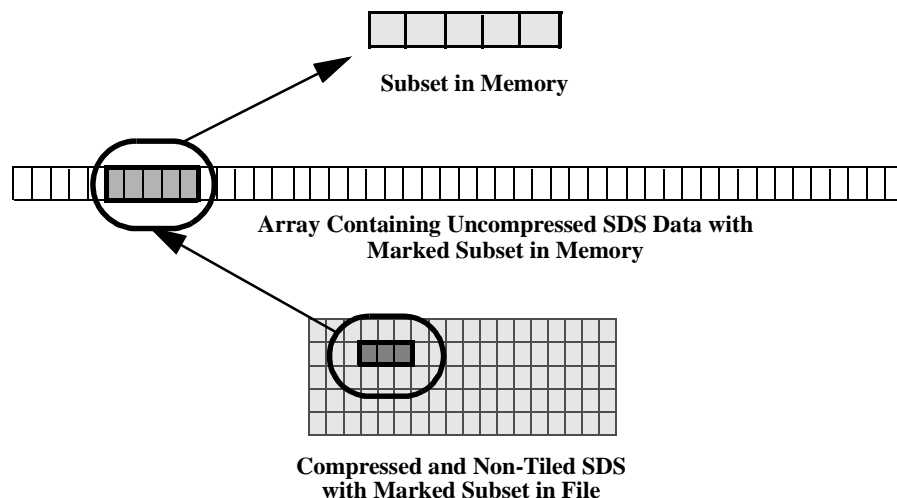 Subset in Memory
Array Containing Uncompressed SDS Data with
Marked Subset in Memory
Compressed and Non-Tiled SDS
with Marked Subset in File